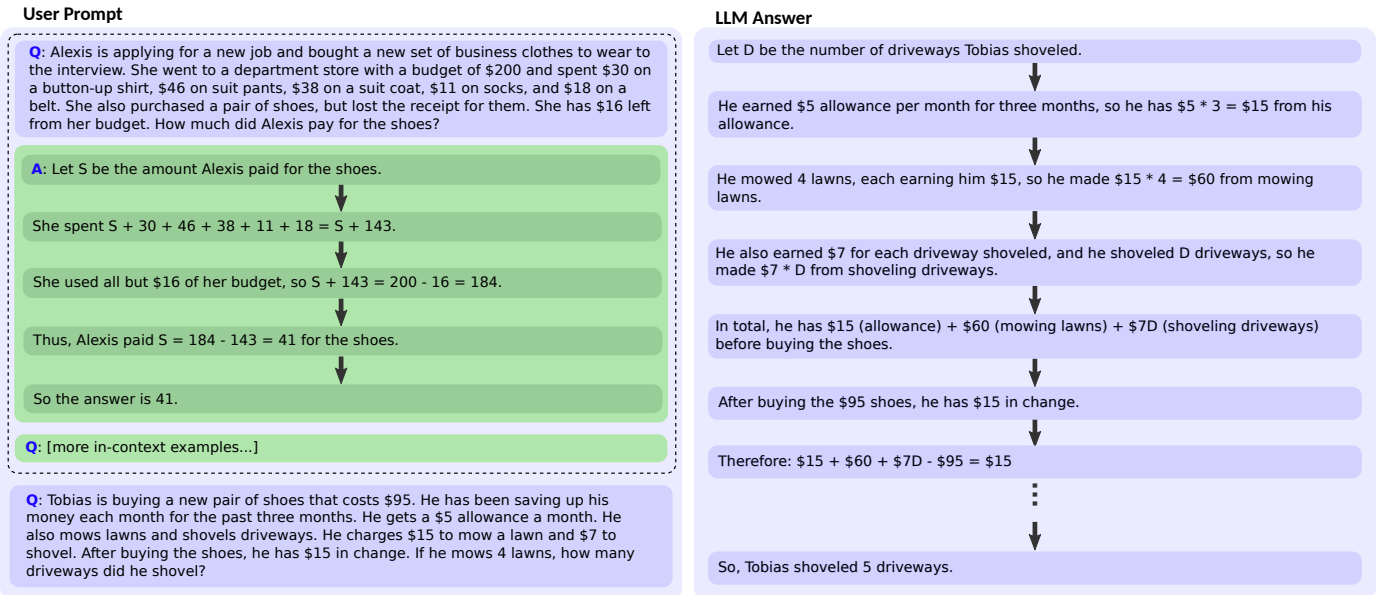 User Prompt
Q: Alexis is applying for a new job and bought a new set of business clothes to wear to
the interview. She went to a department store with a budget of $200 and spent $30 on
a button-up shirt, $46 on suit pants, $38 on a suit coat, $11 on socks, and $18 on a
belt. She also purchased a pair of shoes, but lost the receipt for them. She has $16 left
from her budget. How much did Alexis pay for the shoes?
A: Let S be the amount Alexis paid for the shoes.
She spent S + 30 + 46 + 38 + 11 + 18 = S + 143.
She used all but $16 of her budget, so S + 143 = 200 - 16 = 184.
Thus, Alexis paid S = 184 - 143 = 41 for the shoes.
So the answer is 41.
Q: [more in-context examples...]
Q: Tobias is buying a new pair of shoes that costs $95. He has been saving up his
money each month for the past three months. He gets a $5 allowance a month. He
also mows lawns and shovels driveways. He charges $15 to mow a lawn and $7 to
shovel. After buying the shoes, he has $15 in change. If he mows 4 lawns, how many
driveways did he shovel?
LLM Answer
Let D be the number of driveways Tobias shoveled.
He earned $5 allowance per month for three months, so he has $5 * 3 = $15 from his
allowance.
He mowed 4 lawns, each earning him $15, so he made $15 * 4 = $60 from mowing
lawns.
He also earned $7 for each driveway shoveled, and he shoveled D driveways, so he
made $7 * D from shoveling driveways.
In total, he has $15 (allowance) + $60 (mowing lawns) + $7D (shoveling driveways)
before buying the shoes.
After buying the $95 shoes, he has $15 in change.
Therefore: $15 + $60 + $7D - $95 = $15
So, Tobias shoveled 5 driveways.